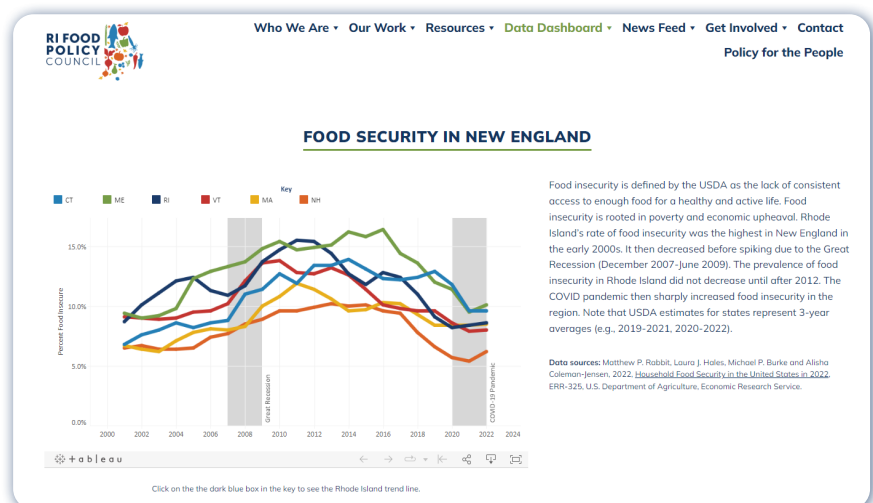 RI FOOD
POLICY
COUNCIL
Who We Are Our Work Resources Data Dashboard News Feed Get Involved Contact
Policy for the People
FOOD SECURITY IN NEW ENGLAND
Key
CT ME RI VT MA NH
Percent Food Insecure
15.0%
10.0%
5.0%
0.0%
Great Recession
COVID-19 Pandemic
2000 2002 2004 2006 2008 2010 2012 2014 2016 2018 2020 2022 2024
+ableau
Click on the the dark blue box in the key to see the Rhode Island trend line.
Food insecurity is defined by the USDA as the lack of consistent
access to enough food for a healthy and active life. Food
insecurity is rooted in poverty and economic upheaval. Rhode
Island's rate of food insecurity was the highest in New England in
the early 2000s. It then decreased before spiking due to the Great
Recession (December 2007-June 2009). The prevalence of food
insecurity in Rhode Island did not decrease until after 2012. The
COVID pandemic then sharply increased food insecurity in the
region. Note that USDA estimates for states represent 3-year
averages (e.g., 2019-2021, 2020-2022).
Data sources: Matthew P. Rabbit, Laura J. Hales, Michael P. Burke and Alisha
Coleman-Jensen, 2022, Household Food Security in the United States in 2022,
ERR-325, U.S. Department of Agriculture, Economic Research Service.